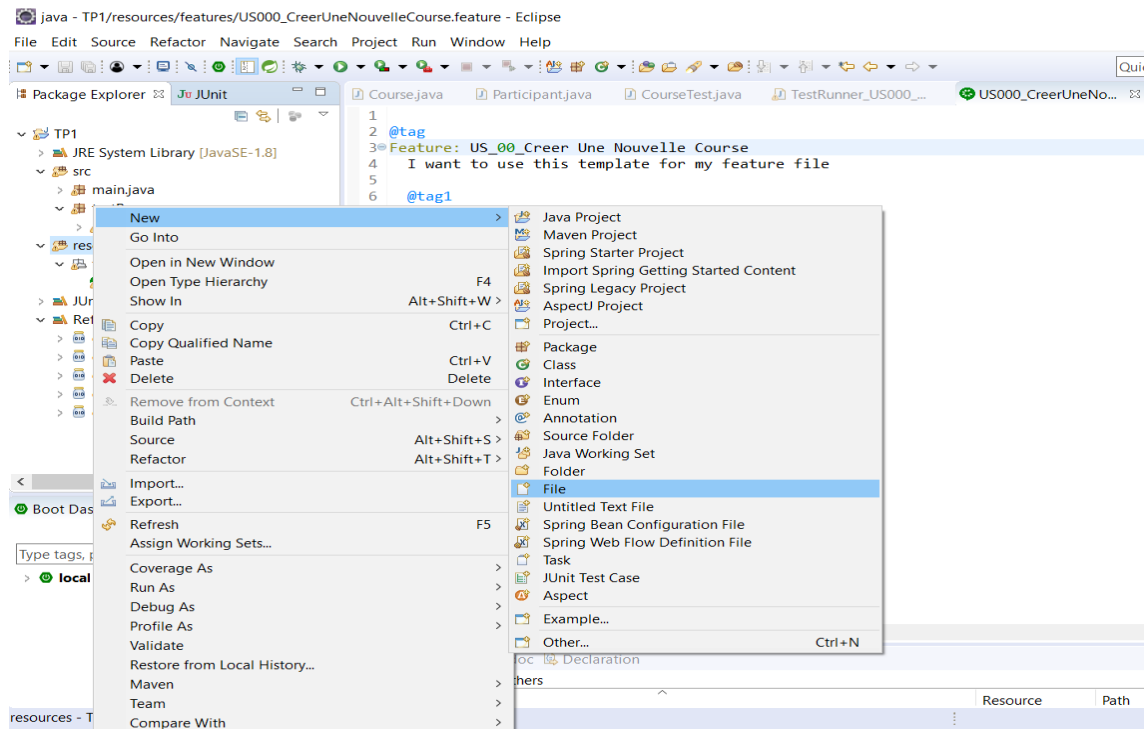 java - TP1/resources/features/US000_CreerUneNouvelleCourse.feature - Eclipse
File Edit Source Refactor Navigate Search Project Run Window Help
Package Explorer JUnit
Course.java Participant.java CourseTest.java TestRunner_US000_... US000_CreerUneNo...
TP1
JRE System Library [JavaSE-1.8]
src
main.java
JUn
Ref
1
2 @tag
3 Feature: US_00_Creer Une Nouvelle Course
4 I want to use this template for my feature file
5
6 @tag1
New
Go Into
Open in New Window
Open Type Hierarchy F4
Show In Alt+Shift+W >
Copy Ctrl+C
Copy Qualified Name
Paste Ctrl+V
Delete Delete
Remove from Context Ctrl+Alt+Shift+Down
Build Path
Source Alt+Shift+S >
Refactor Alt+Shift+T >
Import...
Export...
Refresh F5
Assign Working Sets...
Coverage As
Run As
Debug As
Profile As
Validate
Restore from Local History...
Maven
Team
Compare With
Java Project
Maven Project
Spring Starter Project
Import Spring Getting Started Content
Spring Legacy Project
AspectJ Project
Project...
Package
Class
Interface
Enum
Annotation
Source Folder
Java Working Set
Folder
File
Untitled Text File
Spring Bean Configuration File
Spring Web Flow Definition File
Task
JUnit Test Case
Aspect
Example...
Other... Ctrl+N
Boot Das
Type tags, p
local
Declaration
thers
Resource Path
resources - T